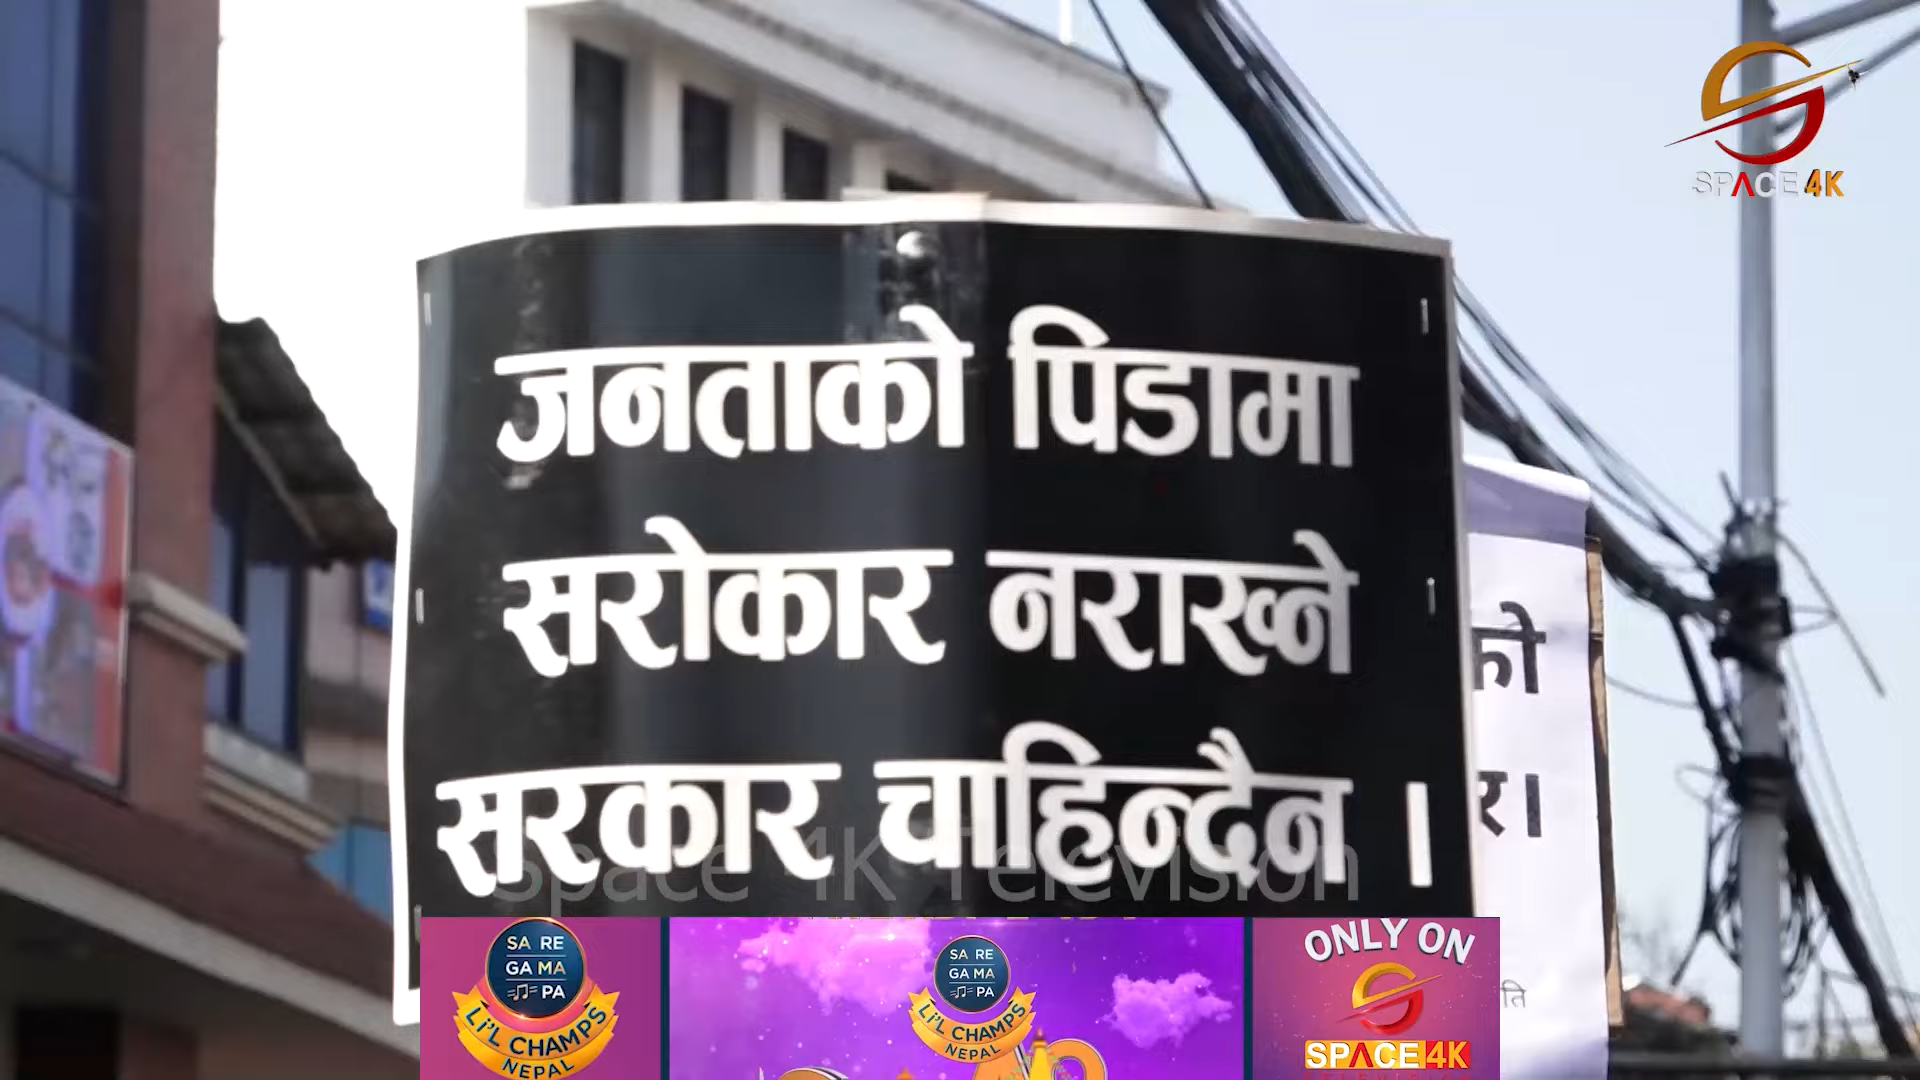 SPACE 4K
जनताको पिडामा
सरोकार नराख्ने
सरकार चाहिन्दैन ।
को
र।
ति
Space 4K Television
SA RE
GA MA
PA
Li'L CHAMPS
NEPAL
SA RE
GA MA
PA
Li'L CHAMPS
NEPAL
ONLY ON
SPACE 4K